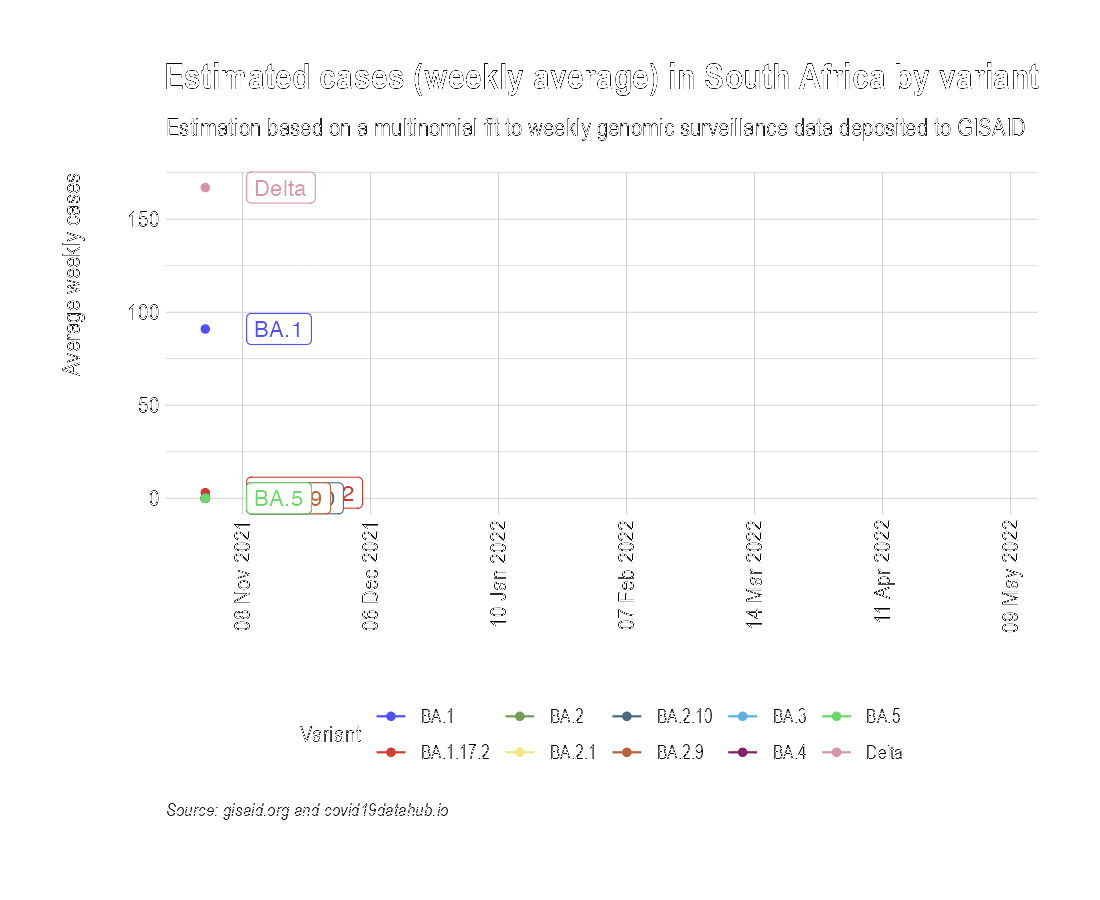 Estimated cases (weekly average) in South Africa by variant
Estimation based on a multinomial fit to weekly genomic surveillance data deposited to GISAID
Average weekly cases
150
100
50
0
Delta
BA.1
BA.5
9
2
08 Nov 2021
06 Dec 2021
10 Jan 2022
07 Feb 2022
14 Mar 2022
11 Apr 2022
09 May 2022
Variant
BA.1 BA.2 BA.2.10 BA.3 BA.5
BA.1.17.2 BA.2.1 BA.2.9 BA.4 Delta
Source: gisaid.org and covid19datahub.io